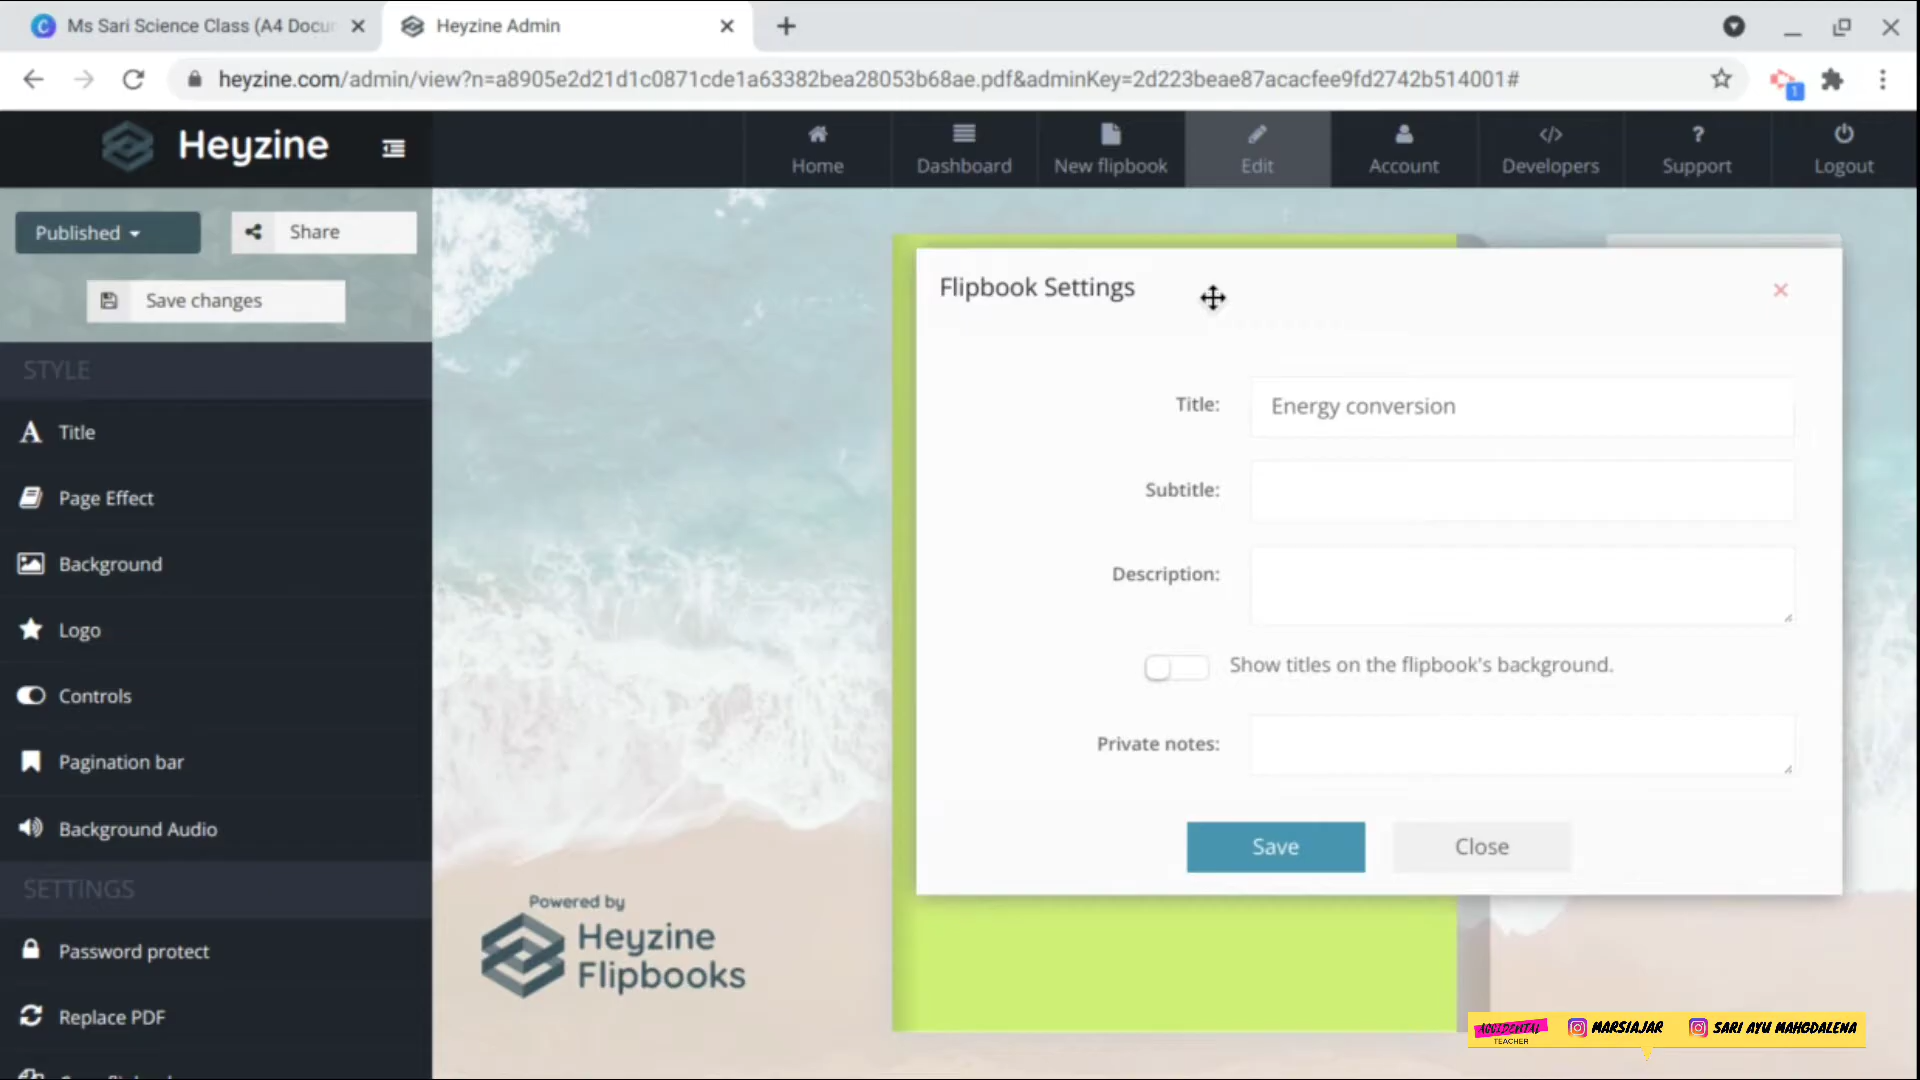 Ms Sari Science Class (A4 Docu
Heyzine Admin
heyzine.com/admin/view?n=a8905e2d21d1c0871cde1a63382bea28053b68ae.pdf&adminKey=2d223beae87acacfee9fd2742b514001#
1
Heyzine
Home
Dashboard
New flipbook
Edit
Account
Developers
Support
Logout
Published
Share
Save changes
STYLE
Title
Page Effect
Background
Logo
Controls
Pagination bar
Background Audio
SETTINGS
Password protect
Replace PDF
Flipbook Settings
Title:
Energy conversion
Subtitle:
Description:
Show titles on the flipbook's background.
Private notes:
Save
Close
Powered by
Heyzine
Flipbooks
ACCIDENTAL
TEACHER
MARSIAJAR
SARI AYU MAHGDALENA